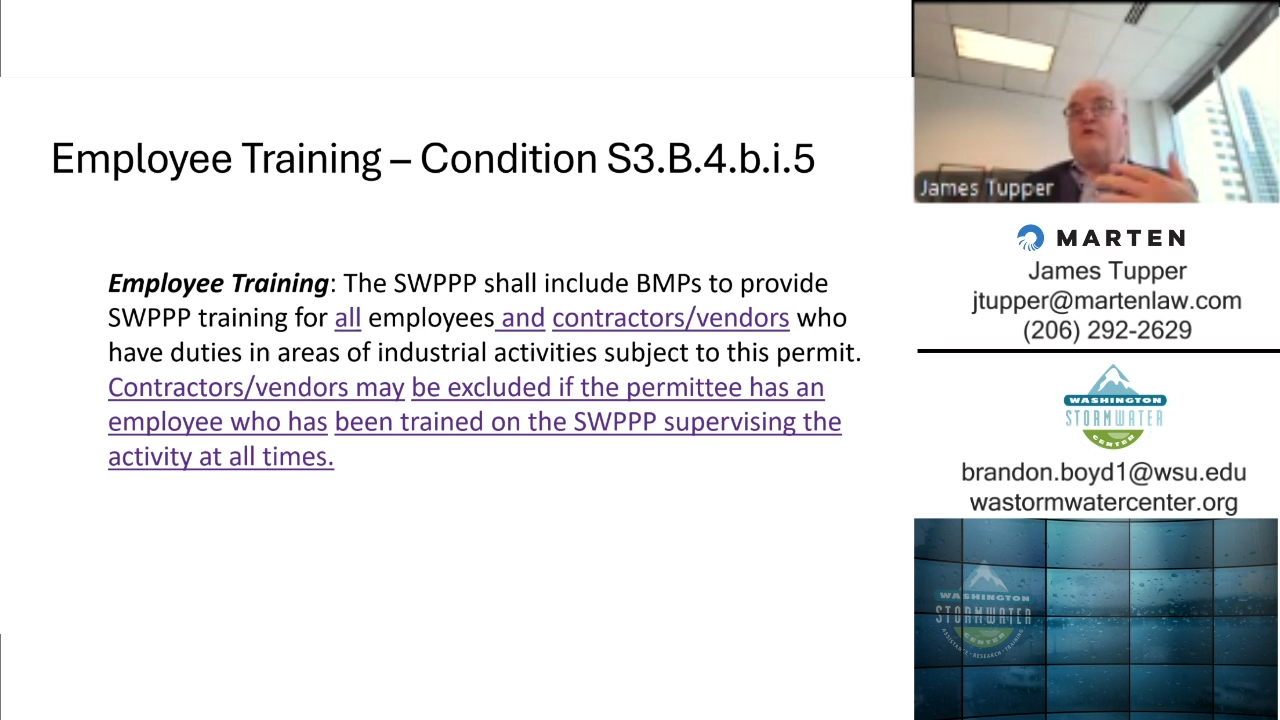 Employee Training – Condition S3.B.4.b.i.5
Employee Training: The SWPPP shall include BMPs to provide
SWPPP training for all employees and contractors/vendors who
have duties in areas of industrial activities subject to this permit.
Contractors/vendors may be excluded if the permittee has an
employee who has been trained on the SWPPP supervising the
activity at all times.
James Tupper
MARTEN
James Tupper
jtupper@martenlaw.com
(206) 292-2629
WASHINGTON
STORMWATER
CENTER
brandon.boyd1@wsu.edu
wastormwatercenter.org
WASHINGTON
STORMWATER
CENTER
ASSISTANCE · RESEARCH · TRAINING